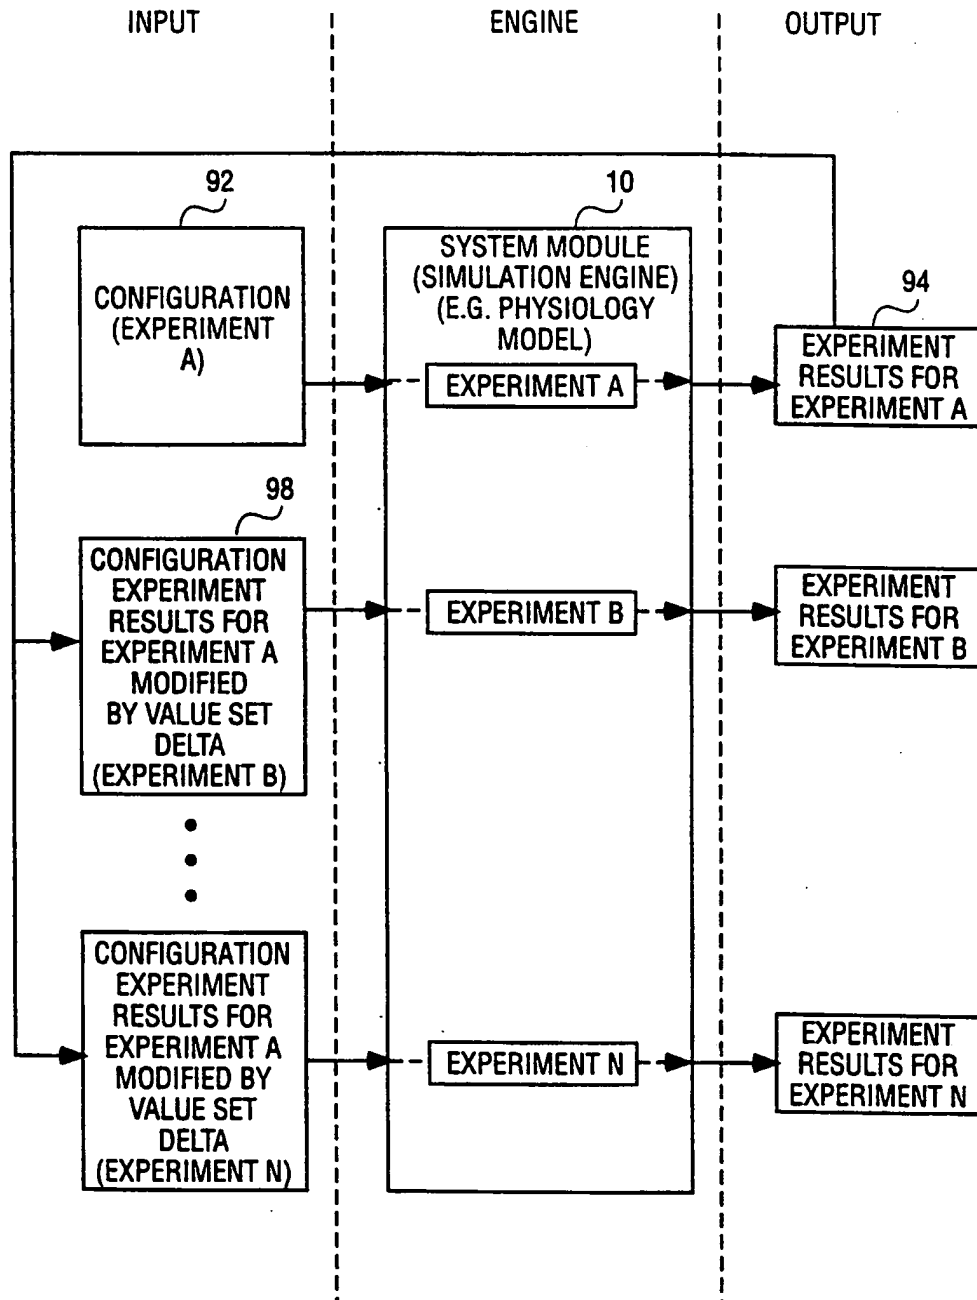 INPUT
ENGINE
OUTPUT
92
CONFIGURATION
(EXPERIMENT
A)
10
SYSTEM MODULE
(SIMULATION ENGINE)
(E.G. PHYSIOLOGY
MODEL)
EXPERIMENT A
94
EXPERIMENT
RESULTS FOR
EXPERIMENT A
98
CONFIGURATION
EXPERIMENT
RESULTS FOR
EXPERIMENT A
MODIFIED
BY VALUE SET
DELTA
(EXPERIMENT B)
EXPERIMENT B
EXPERIMENT
RESULTS FOR
EXPERIMENT B
CONFIGURATION
EXPERIMENT
RESULTS FOR
EXPERIMENT A
MODIFIED BY
VALUE SET
DELTA
(EXPERIMENT N)
EXPERIMENT N
EXPERIMENT
RESULTS FOR
EXPERIMENT N